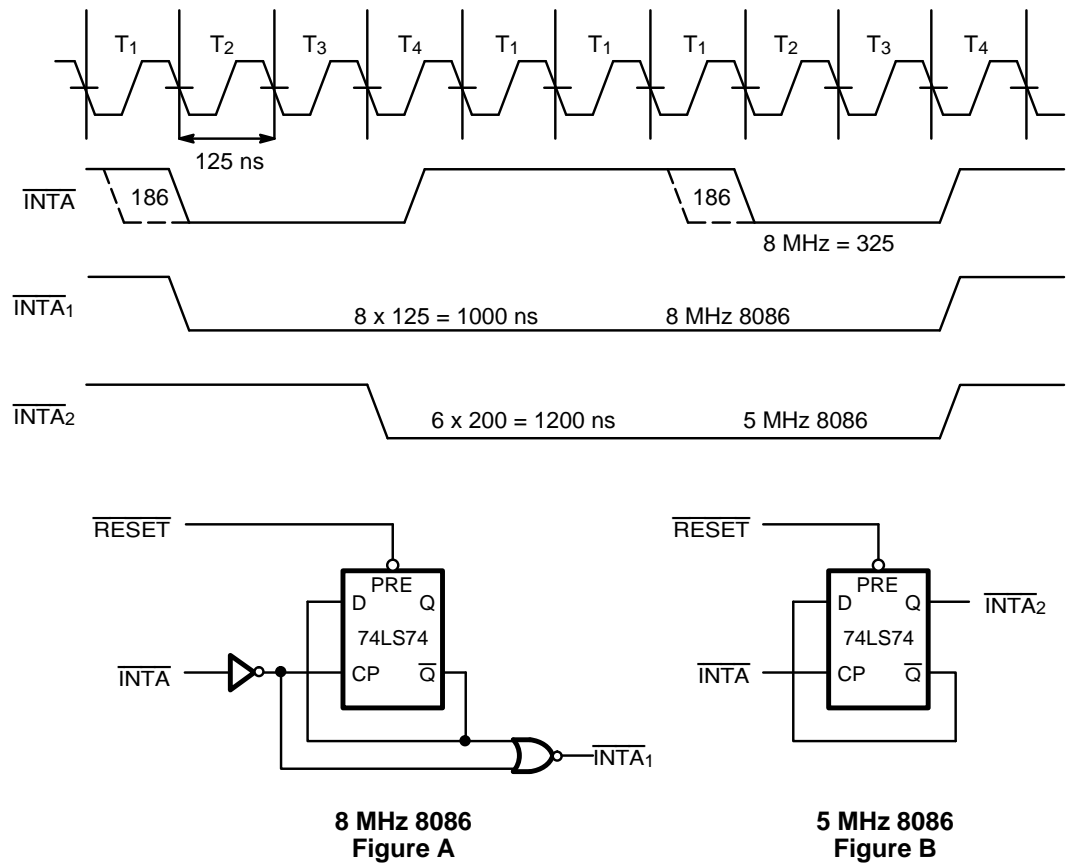 T1 T2 T3 T4 T1 T1 T1 T2 T3 T4
125 ns
INTA 186 186
8 MHz = 325
INTA1 8 x 125 = 1000 ns 8 MHz 8086
INTA2 6 x 200 = 1200 ns 5 MHz 8086
RESET
PRE
D Q
74LS74
INTA CP Q
INTA1
8 MHz 8086
Figure A
RESET
PRE
D Q INTA2
74LS74
INTA CP Q
5 MHz 8086
Figure B